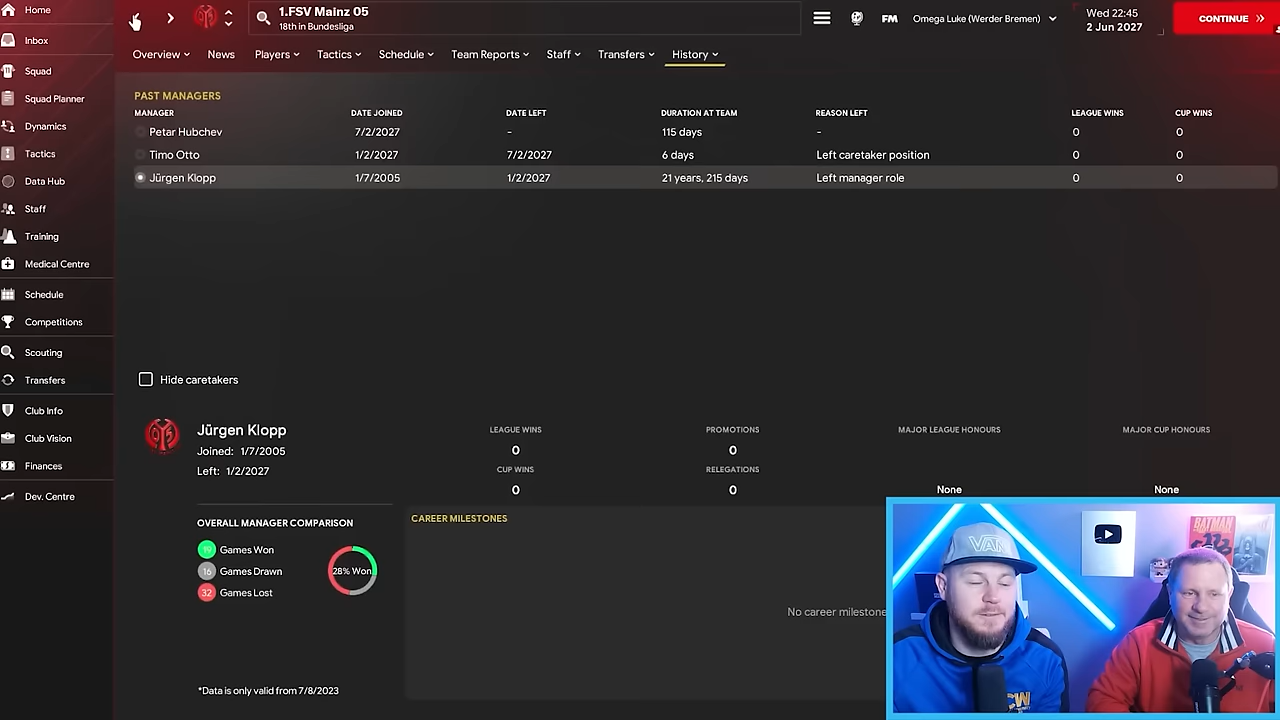 Home
1.FSV Mainz 05
18th in Bundesliga
FM
Omega Luke (Werder Bremen)
Wed 22:45
2 Jun 2027
CONTINUE
Inbox
Squad
Squad Planner
Dynamics
Tactics
Data Hub
Staff
Training
Medical Centre
Schedule
Competitions
Scouting
Transfers
Club Info
Club Vision
Finances
Dev. Centre
Overview News Players Tactics Schedule Team Reports Staff Transfers History
PAST MANAGERS
MANAGER DATE JOINED DATE LEFT DURATION AT TEAM REASON LEFT LEAGUE WINS CUP WINS
Petar Hubchev 7/2/2027 - 115 days - 0 0
Timo Otto 1/2/2027 7/2/2027 6 days Left caretaker position 0 0
Jürgen Klopp 1/7/2005 1/2/2027 21 years, 215 days Left manager role 0 0
Hide caretakers
Jürgen Klopp
Joined: 1/7/2005
Left: 1/2/2027
LEAGUE WINS PROMOTIONS MAJOR LEAGUE HONOURS MAJOR CUP HONOURS
0 0
CUP WINS RELEGATIONS
0 0 None None
OVERALL MANAGER COMPARISON
19 Games Won
16 Games Drawn
32 Games Lost
28% Won
*Data is only valid from 7/8/2023
CAREER MILESTONES
No career milestone
BATMAN
VAN
CW